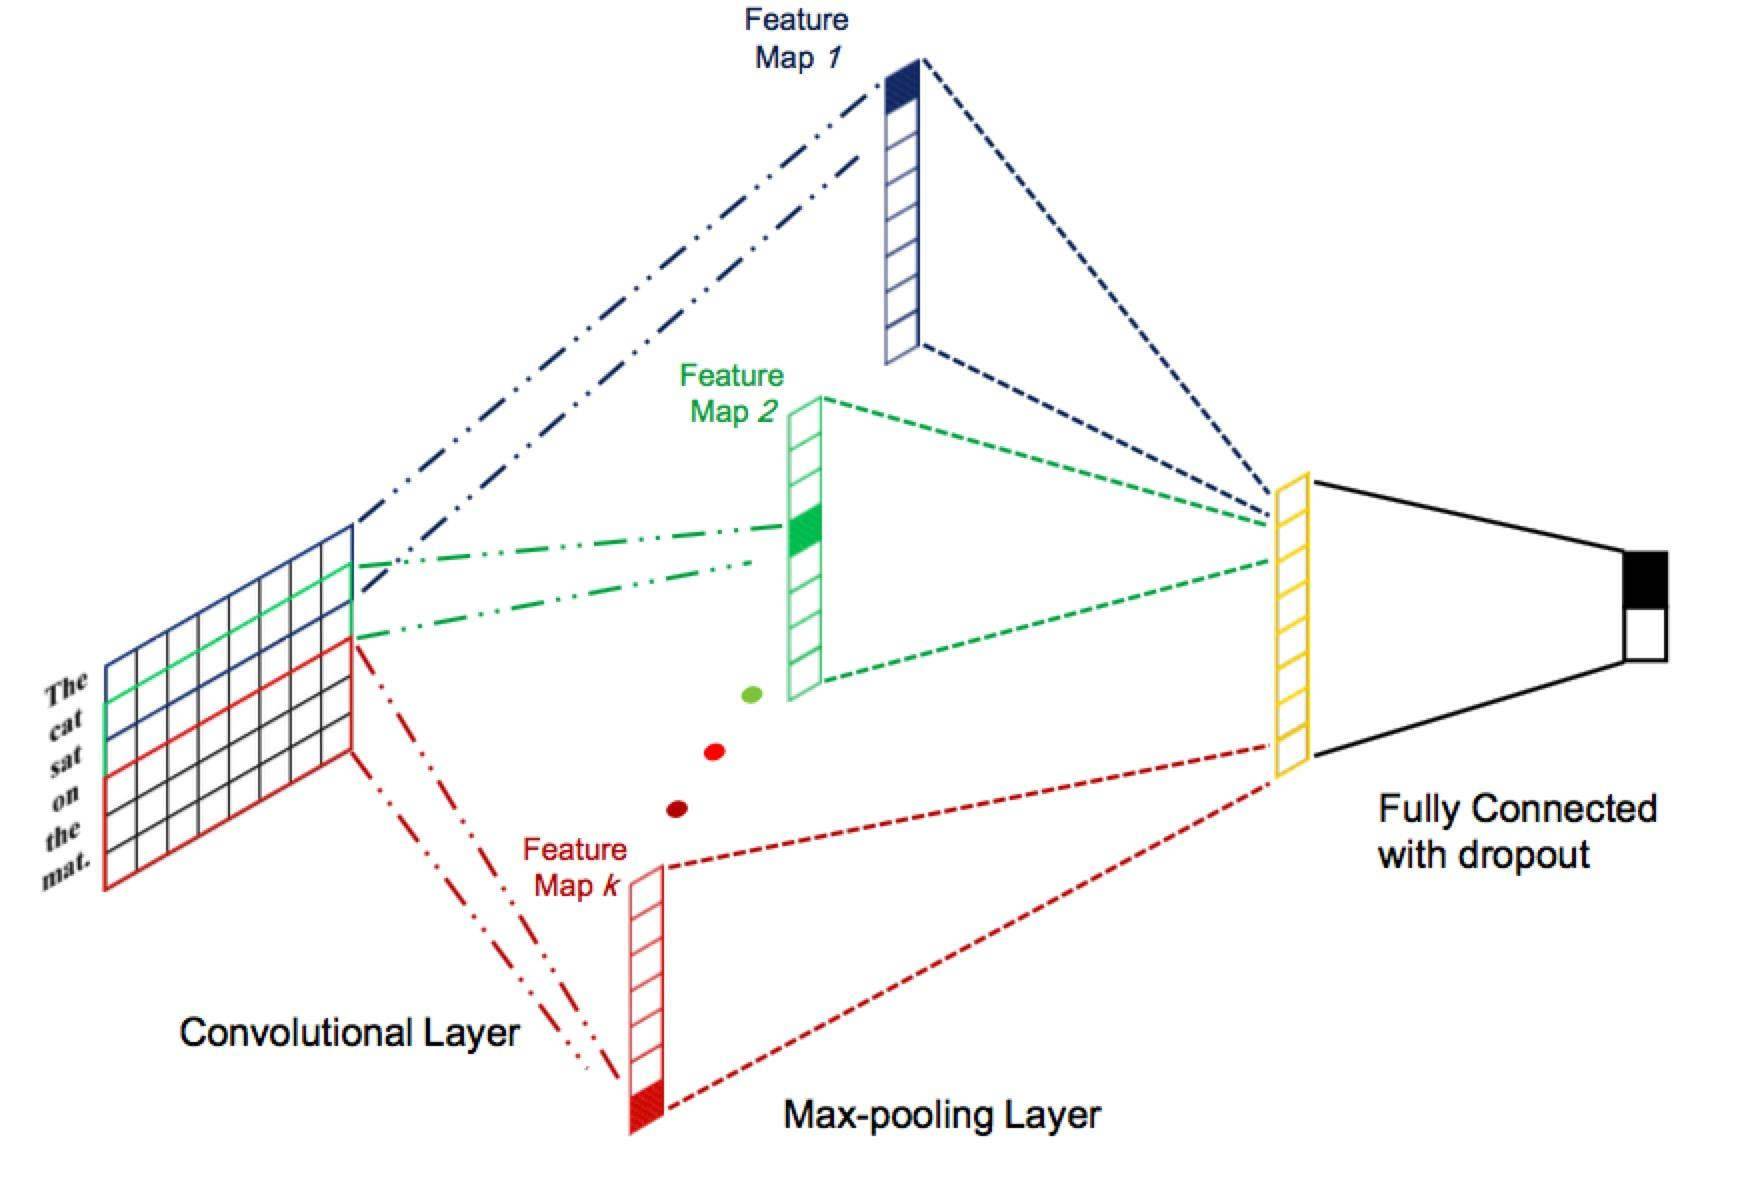 Feature
Map 1
Feature
Map 2
The
cat
sat
on
the
mat.
Feature
Map k
Fully Connected
with dropout
Convolutional Layer
Max-pooling Layer